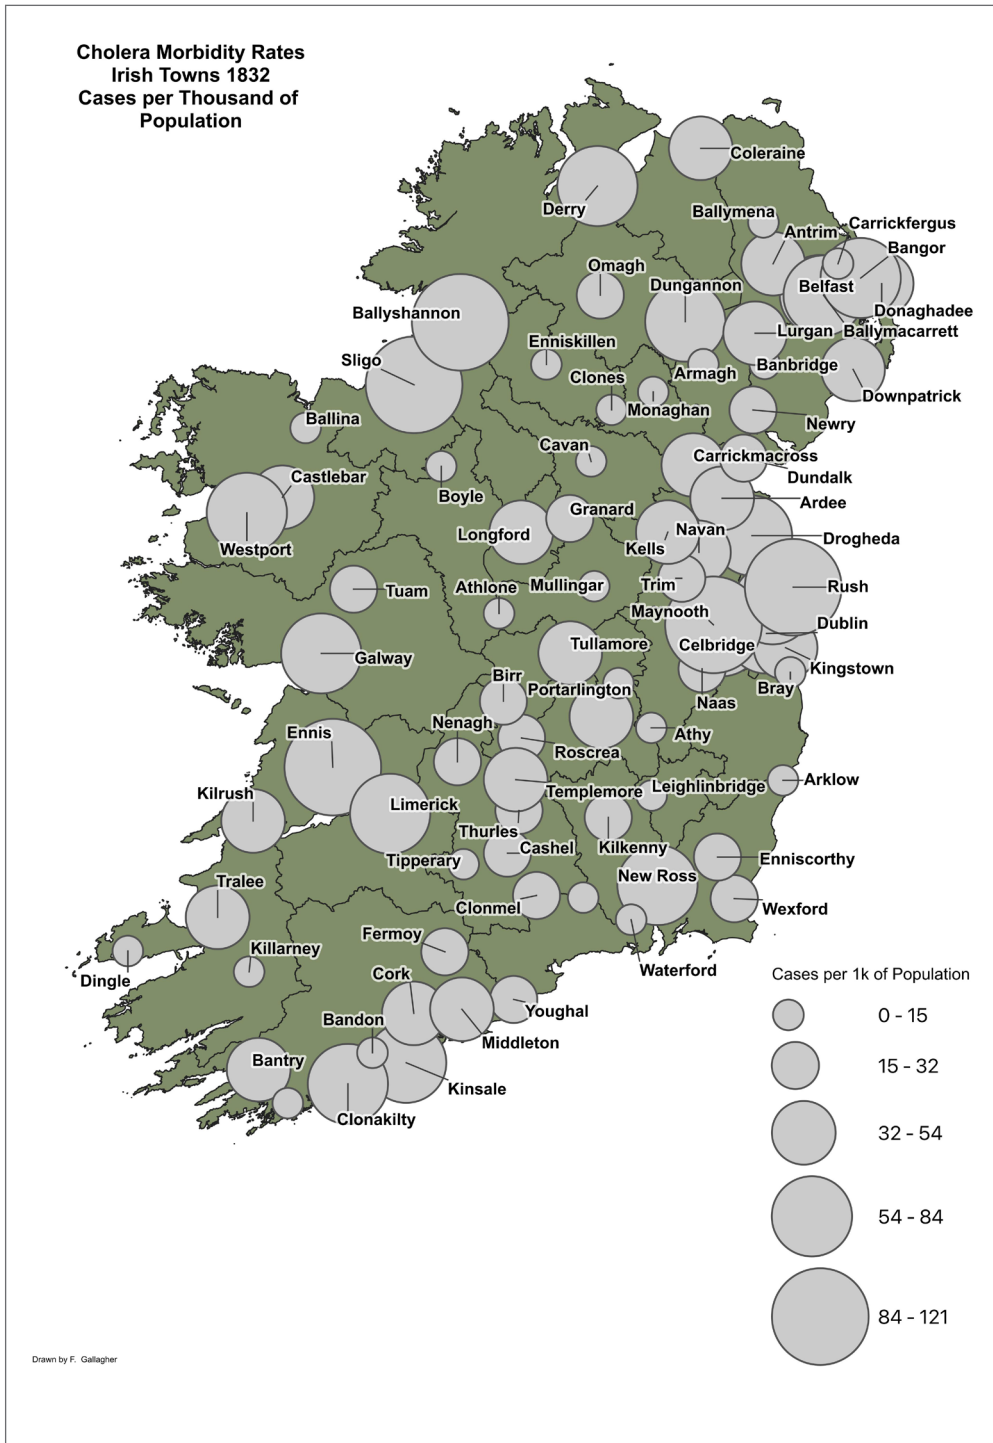 Cholera Morbidity Rates
Irish Towns 1832
Cases per Thousand of
Population
Coleraine
Derry
Ballymena
Carrickfergus
Antrim
Bangor
Omagh
Dungannon
Belfast
Donaghadee
Ballyshannon
Lurgan
Ballymacarrett
Enniskillen
Sligo
Banbridge
Armagh
Clones
Downpatrick
Monaghan
Ballina
Newry
Cavan
Carrickmacross
Castlebar
Dundalk
Boyle
Ardee
Granard
Navan
Longford
Drogheda
Kells
Westport
Athlone
Mullingar
Trim
Rush
Tuam
Maynooth
Dublin
Tullamore
Celbridge
Galway
Kingstown
Birr
Portarlington
Bray
Naas
Nenagh
Ennis
Athy
Roscrea
Arklow
Leighlinbridge
Kilrush
Templemore
Limerick
Thurles
Cashel
Kilkenny
Tipperary
Enniscorthy
New Ross
Tralee
Clonmel
Wexford
Fermoy
Killarney
Waterford
Dingle
Cork
Youghal
Bandon
Middleton
Bantry
Kinsale
Clonakilty
Cases per 1k of Population
0 - 15
15 - 32
32 - 54
54 - 84
84 - 121
Drawn by F. Gallagher